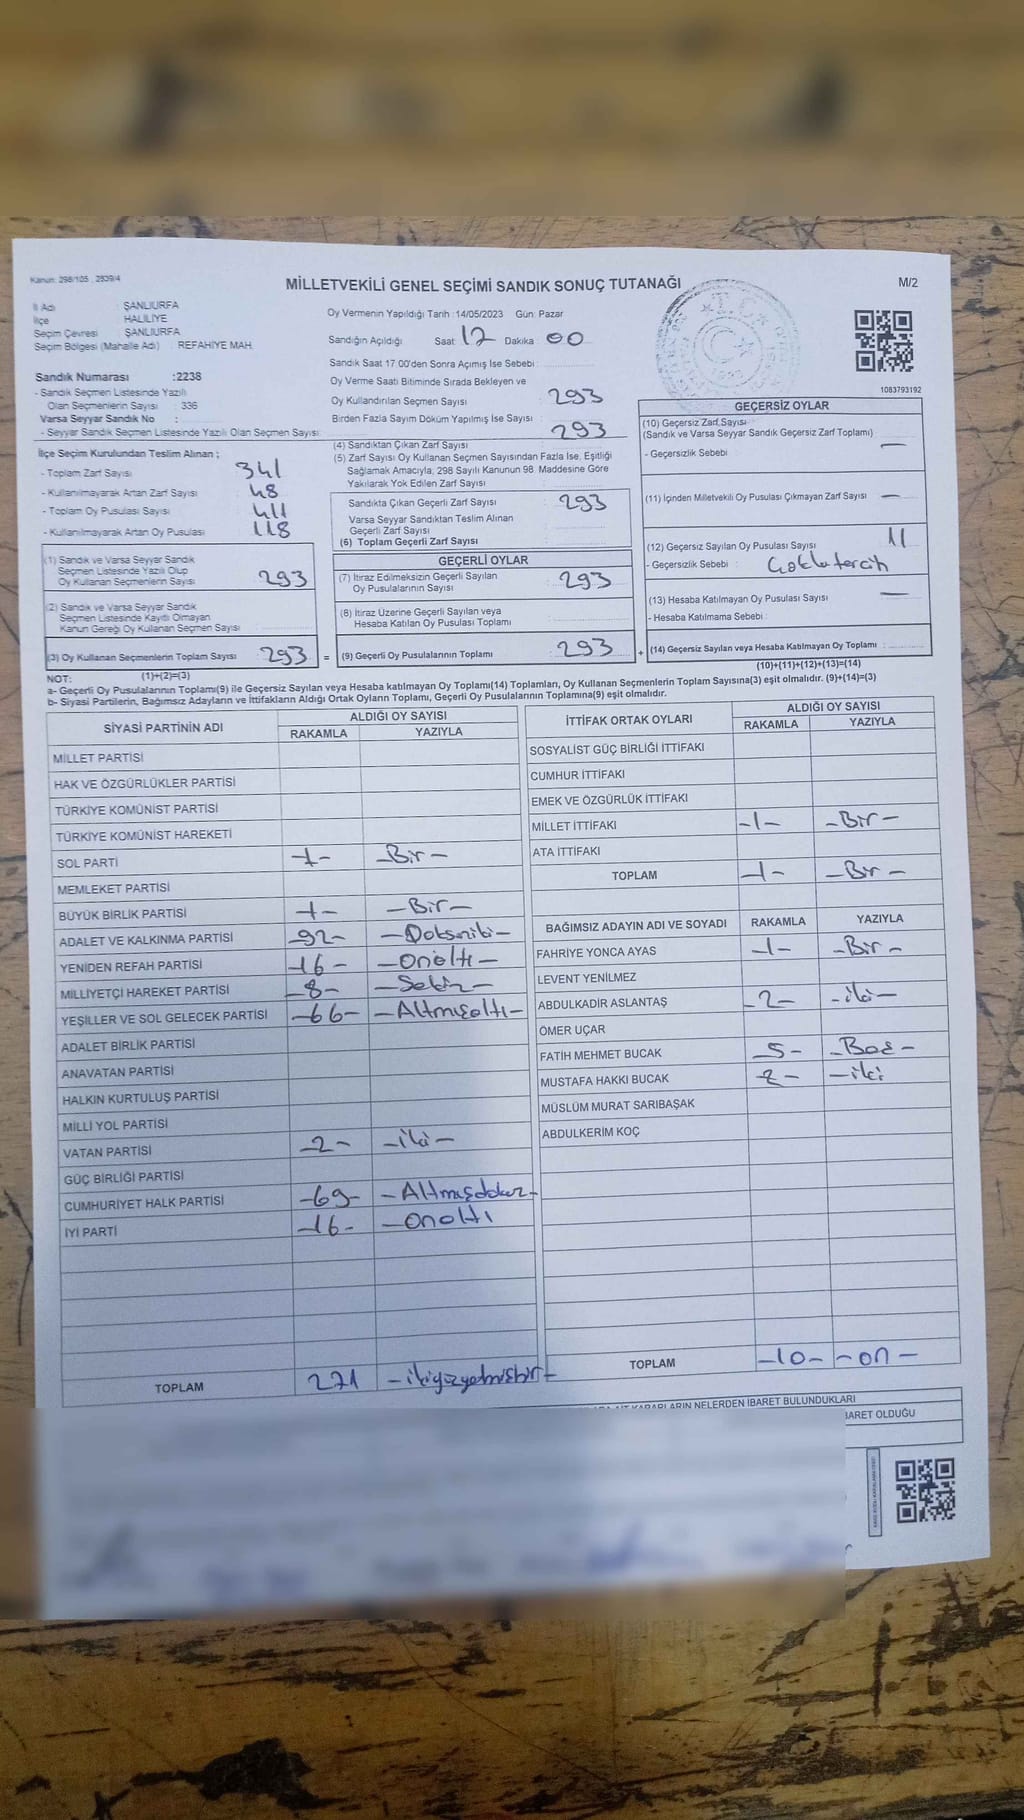 Kanun: 298/105 , 2839/4
MİLLETVEKİLİ GENEL SEÇİMİ SANDIK SONUÇ TUTANAĞI
M/2
İl Adı : ŞANLIURFA
İlçe : HALİLİYE
Seçim Çevresi : ŞANLIURFA
Seçim Bölgesi (Mahalle Adı) : REFAHİYE MAH.
Sandık Numarası :2238
- Sandık Seçmen Listesinde Yazılı
Olan Seçmenlerin Sayısı : 336
Varsa Seyyar Sandık No :
- Seyyar Sandık Seçmen Listesinde Yazılı Olan Seçmen Sayısı:
İlçe Seçim Kurulundan Teslim Alınan ;
- Toplam Zarf Sayısı 341
- Kullanılmayarak Artan Zarf Sayısı 48
- Toplam Oy Pusulası Sayısı 411
- Kullanılmayarak Artan Oy Pusulası 118
(1) Sandık ve Varsa Seyyar Sandık
Seçmen Listesinde Yazılı Olup
Oy Kullanan Seçmenlerin Sayısı 293
(2) Sandık ve Varsa Seyyar Sandık
Seçmen Listesinde Kayıtlı Olmayan
Kanun Gereği Oy Kullanan Seçmen Sayısı
(3) Oy Kullanan Seçmenlerin Toplam Sayısı 293 =
(1)+(2)=(3)
Oy Vermenin Yapıldığı Tarih :14/05/2023 Gün: Pazar
Sandığın Açıldığı Saat 17 Dakika 00
Sandık Saat 17.00'den Sonra Açımış İse Sebebi :
Oy Verme Saati Bitiminde Sırada Bekleyen ve
Oy Kullandırılan Seçmen Sayısı : 293
Birden Fazla Sayım Döküm Yapılmış İse Sayısı :
(4) Sandıktan Çıkan Zarf Sayısı : 293
(5) Zarf Sayısı Oy Kullanan Seçmen Sayısından Fazla İse, Eşitliği
Sağlamak Amacıyla, 298 Sayılı Kanunun 98. Maddesine Göre
Yakılarak Yok Edilen Zarf Sayısı :
Sandıkta Çıkan Geçerli Zarf Sayısı : 293
Varsa Seyyar Sandıktan Teslim Alınan
Geçerli Zarf Sayısı :
(6) Toplam Geçerli Zarf Sayısı :
GEÇERLİ OYLAR
(7) İtiraz Edilmeksizin Geçerli Sayılan
Oy Pusulalarının Sayısı : 293
(8) İtiraz Üzerine Geçerli Sayılan veya
Hesaba Katılan Oy Pusulası Toplamı :
(9) Geçerli Oy Pusulalarının Toplamı : 293 +
1083793192
GEÇERSİZ OYLAR
(10) Geçersiz Zarf Sayısı
(Sandık ve Varsa Seyyar Sandık Geçersiz Zarf Toplamı) : —
- Geçersizlik Sebebi :
(11) İçinden Milletvekili Oy Pusulası Çıkmayan Zarf Sayısı : —
(12) Geçersiz Sayılan Oy Pusulası Sayısı : 11
- Geçersizlik Sebebi : Çoklu tercih
(13) Hesaba Katılmayan Oy Pusulası Sayısı : —
- Hesaba Katılmama Sebebi :
(14) Geçersiz Sayılan veya Hesaba Katılmayan Oy Toplamı :
(10)+(11)+(12)+(13)=(14)
NOT:
a- Geçerli Oy Pusulalarının Toplamı(9) ile Geçersiz Sayılan veya Hesaba katılmayan Oy Toplamı(14) Toplamları, Oy Kullanan Seçmenlerin Toplam Sayısına(3) eşit olmalıdır. (9)+(14)=(3)
b- Siyasi Partilerin, Bağımsız Adayların ve İttifakların Aldığı Ortak Oyların Toplamı, Geçerli Oy Pusulalarının Toplamına(9) eşit olmalıdır.
SİYASİ PARTİNİN ADI ALDIĞI OY SAYISI
RAKAMLA YAZIYLA
MİLLET PARTİSİ
HAK VE ÖZGÜRLÜKLER PARTİSİ
TÜRKİYE KOMÜNİST PARTİSİ
TÜRKİYE KOMÜNİST HAREKETİ
SOL PARTİ -1- -Bir-
MEMLEKET PARTİSİ
BÜYÜK BİRLİK PARTİSİ -1- -Bir-
ADALET VE KALKINMA PARTİSİ -92- -Doksaniki-
YENİDEN REFAH PARTİSİ -16- -Onaltı-
MİLLİYETÇİ HAREKET PARTİSİ -8- -Sekiz-
YEŞİLLER VE SOL GELECEK PARTİSİ -66- -Altmışaltı-
ADALET BİRLİK PARTİSİ
ANAVATAN PARTİSİ
HALKIN KURTULUŞ PARTİSİ
MİLLİ YOL PARTİSİ
VATAN PARTİSİ -2- -iki-
GÜÇ BİRLİĞİ PARTİSİ
CUMHURİYET HALK PARTİSİ -69- -Altmışdokuz-
İYİ PARTİ -16- -Onaltı
TOPLAM 271 -ikiyüzyetmişbir-
İTTİFAK ORTAK OYLARI ALDIĞI OY SAYISI
RAKAMLA YAZIYLA
SOSYALİST GÜÇ BİRLİĞİ İTTİFAKI
CUMHUR İTTİFAKI
EMEK VE ÖZGÜRLÜK İTTİFAKI
MİLLET İTTİFAKI -1- -Bir-
ATA İTTİFAKI
TOPLAM -1- -Bir-
BAĞIMSIZ ADAYIN ADI VE SOYADI RAKAMLA YAZIYLA
FAHRİYE YONCA AYAS -1- -Bir-
LEVENT YENİLMEZ
ABDULKADİR ASLANTAŞ -2- -iki-
ÖMER UÇAR
FATİH MEHMET BUCAK -5- -Beş-
MUSTAFA HAKKI BUCAK -2- -iki
MÜSLÜM MURAT SARIBAŞAK
ABDULKERİM KOÇ
TOPLAM -10- -on-
KARARLARIN NELERDEN İBARET BULUNDUKLARI
BARET OLDUĞU